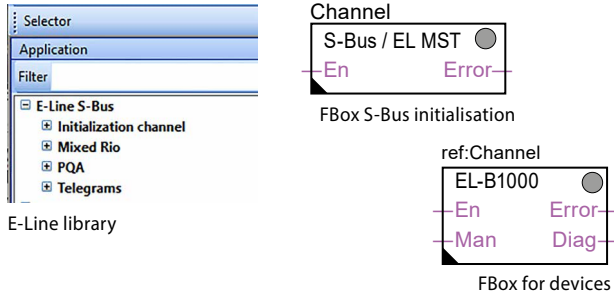 Selector
Application
Filter
E-Line S-Bus
Initialization channel
Mixed Rio
PQA
Telegrams
E-Line library
Channel
S-Bus / EL MST
En Error
FBox S-Bus initialisation
ref:Channel
EL-B1000
En Error
Man Diag
FBox for devices